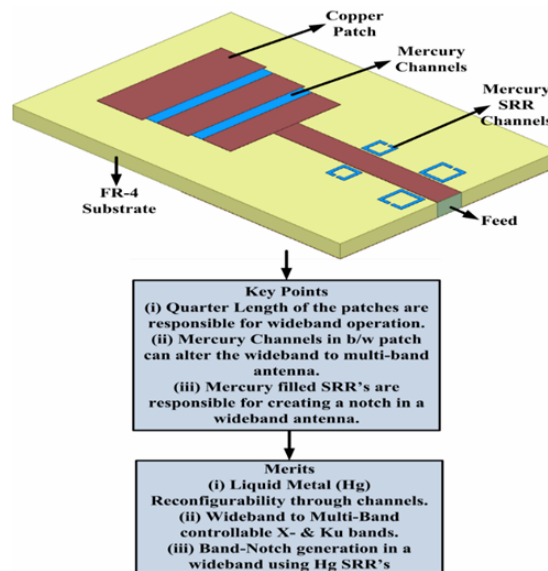 Copper
Patch
Mercury
Channels
Mercury
SRR
Channels
FR-4
Substrate
Feed
Key Points
(i) Quarter Length of the patches are
responsible for wideband operation.
(ii) Mercury Channels in b/w patch
can alter the wideband to multi-band
antenna.
(iii) Mercury filled SRR's are
responsible for creating a notch in a
wideband antenna.
Merits
(i) Liquid Metal (Hg)
Reconfigurability through channels.
(ii) Wideband to Multi-Band
controllable X- & Ku bands.
(iii) Band-Notch generation in a
wideband using Hg SRR's